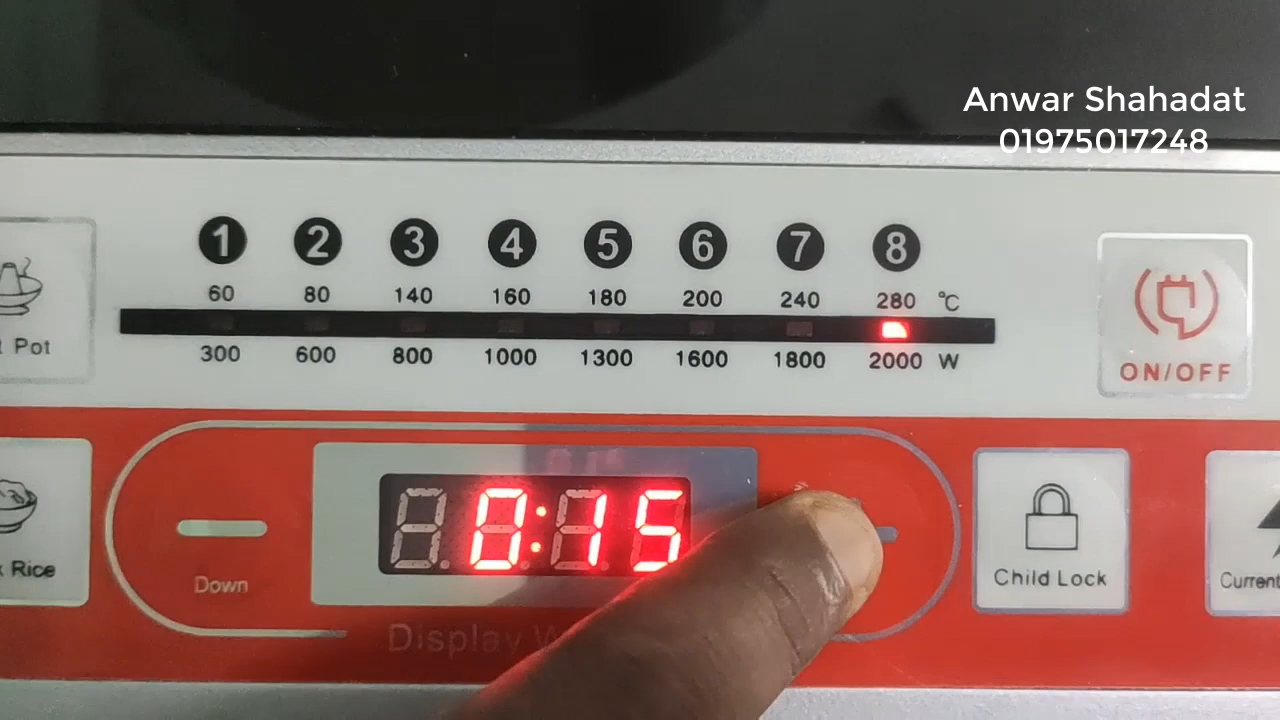 Anwar Shahadat
01975017248
1 2 3 4 5 6 7 8
60 80 140 160 180 200 240 280 °C
300 600 800 1000 1300 1600 1800 2000 W
Pot
ON/OFF
0:15
Rice
Down
Child Lock
Current
Display